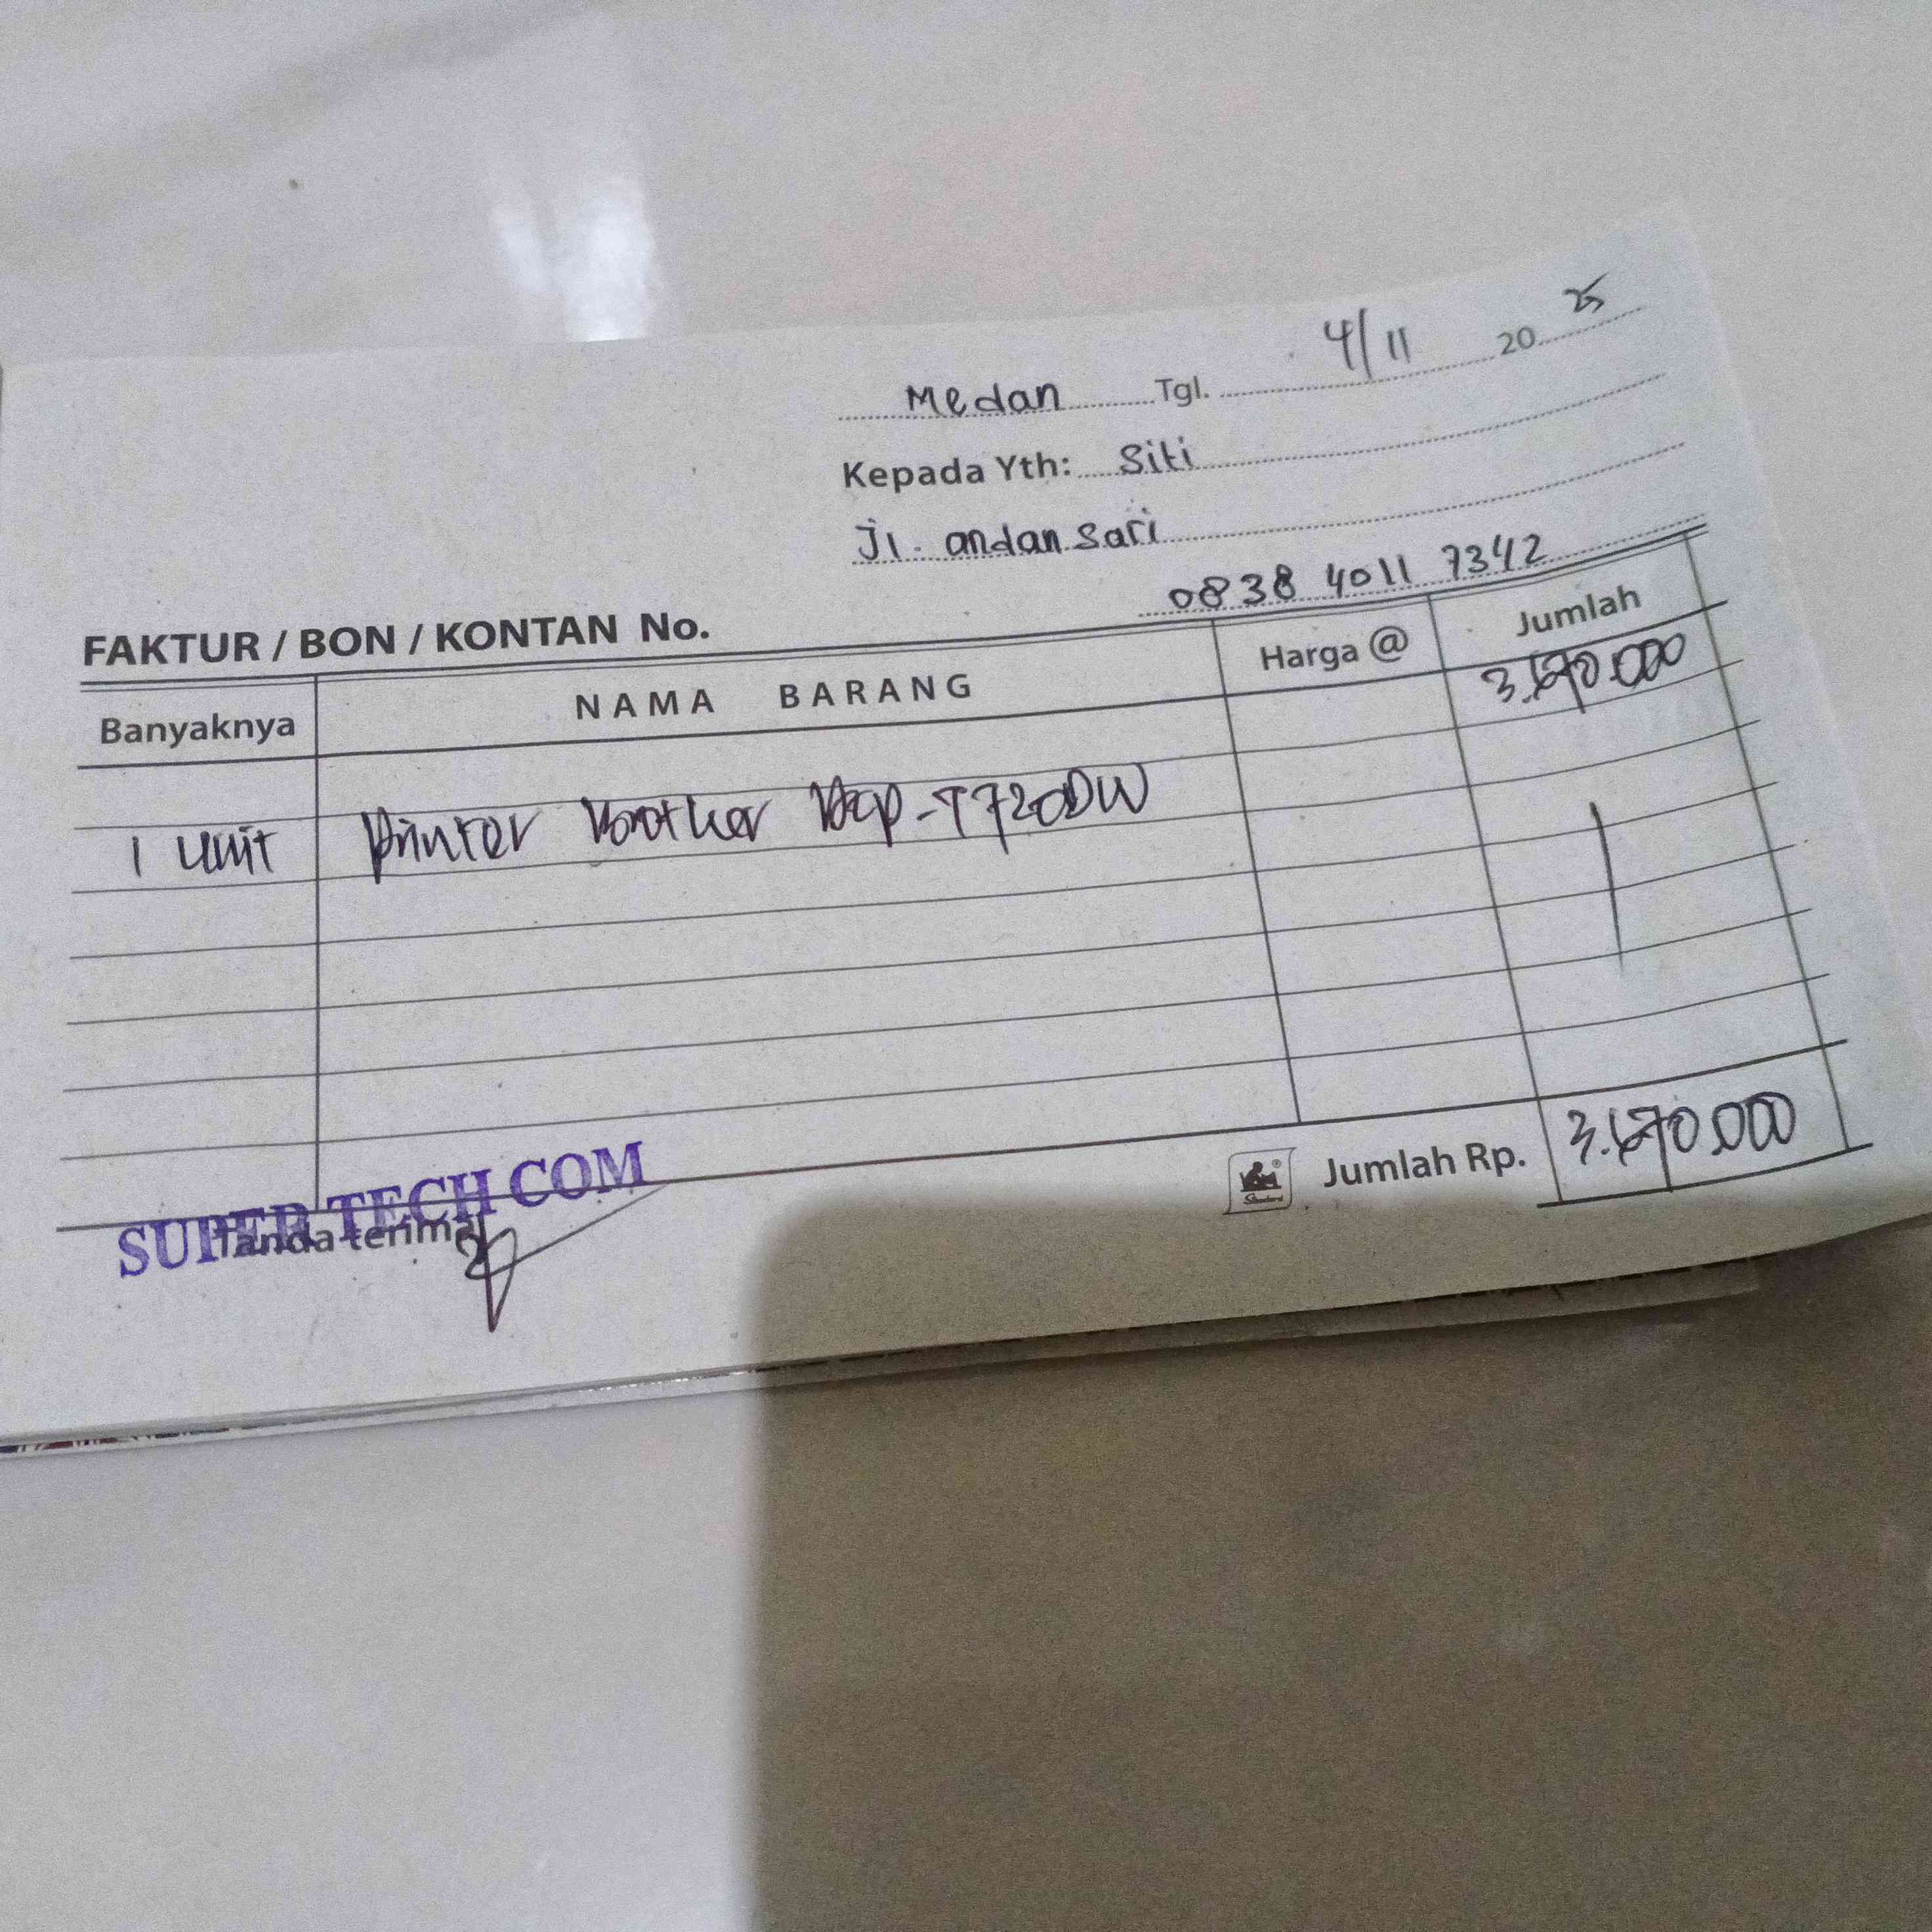 Medan Tgl. 4/11 2025
Kepada Yth: Siti
Jl. andan Sari
0838 4011 7342
FAKTUR / BON / KONTAN No.
Banyaknya NAMA BARANG Harga @ Jumlah
3.670.000
1 unit Printer Brother Dcp-T720DW
Jumlah Rp. 3.670.000
Standard
SUPER TECH COM
Tanda terima